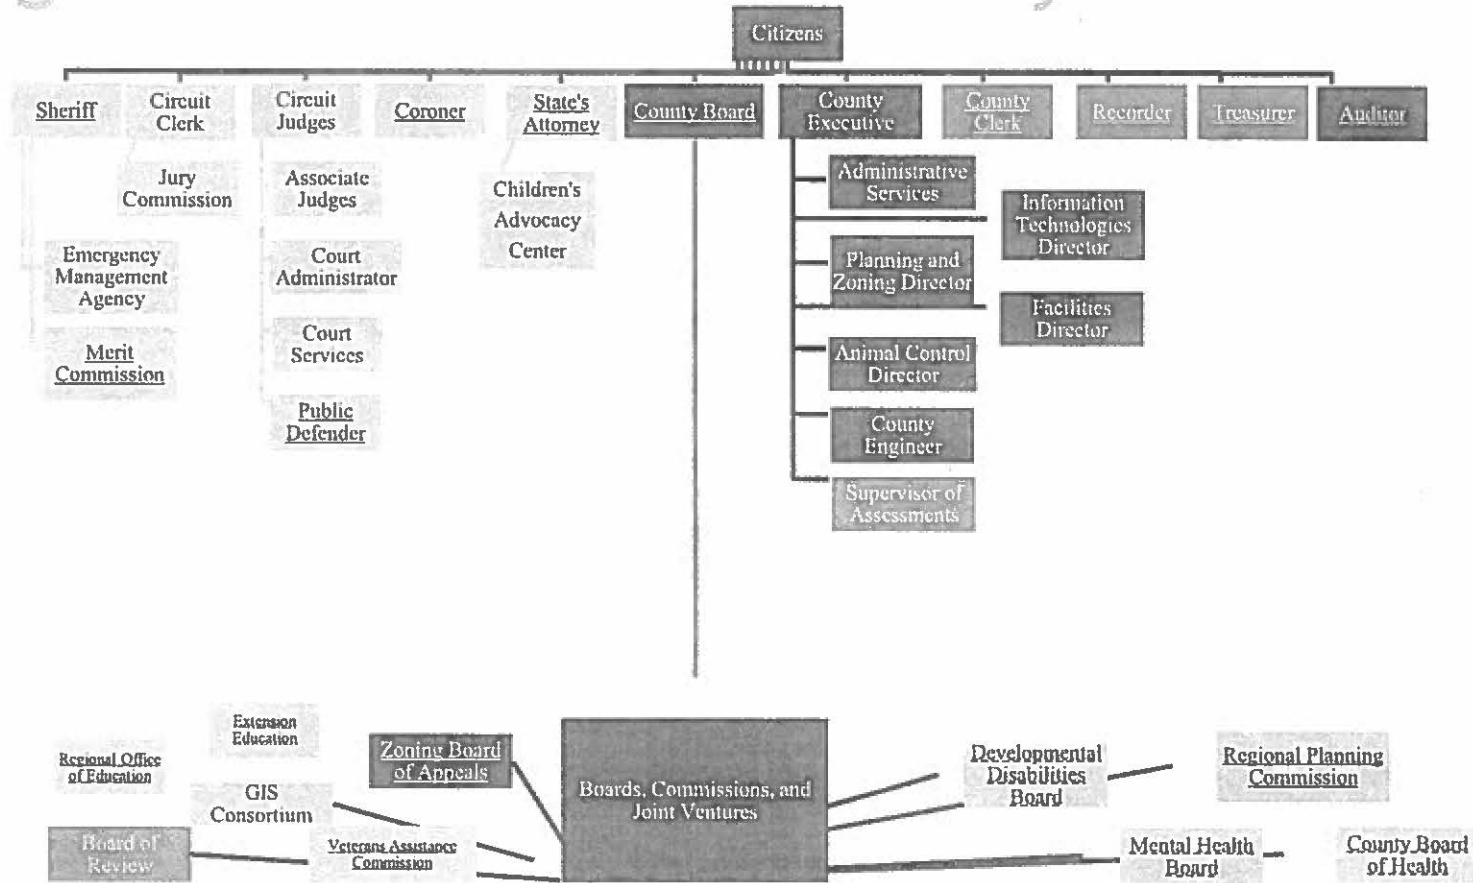 Citizens
Sheriff
Circuit
Clerk
Circuit
Judges
Coroner
State's
Attorney
County Board
County
Executive
County
Clerk
Recorder
Treasurer
Auditor
Jury
Commission
Associate
Judges
Children's
Advocacy
Center
Administrative
Services
Information
Technologies
Director
Emergency
Management
Agency
Court
Administrator
Planning and
Zoning Director
Facilities
Director
Merit
Commission
Court
Services
Animal Control
Director
Public
Defender
County
Engineer
Supervisor of
Assessments
Regional Office
of Education
Extension
Education
Zoning Board
of Appeals
GIS
Consortium
Board of
Review
Veterans Assistance
Commission
Boards, Commissions, and
Joint Ventures
Developmental
Disabilities
Board
Regional Planning
Commission
Mental Health
Board
County Board
of Health